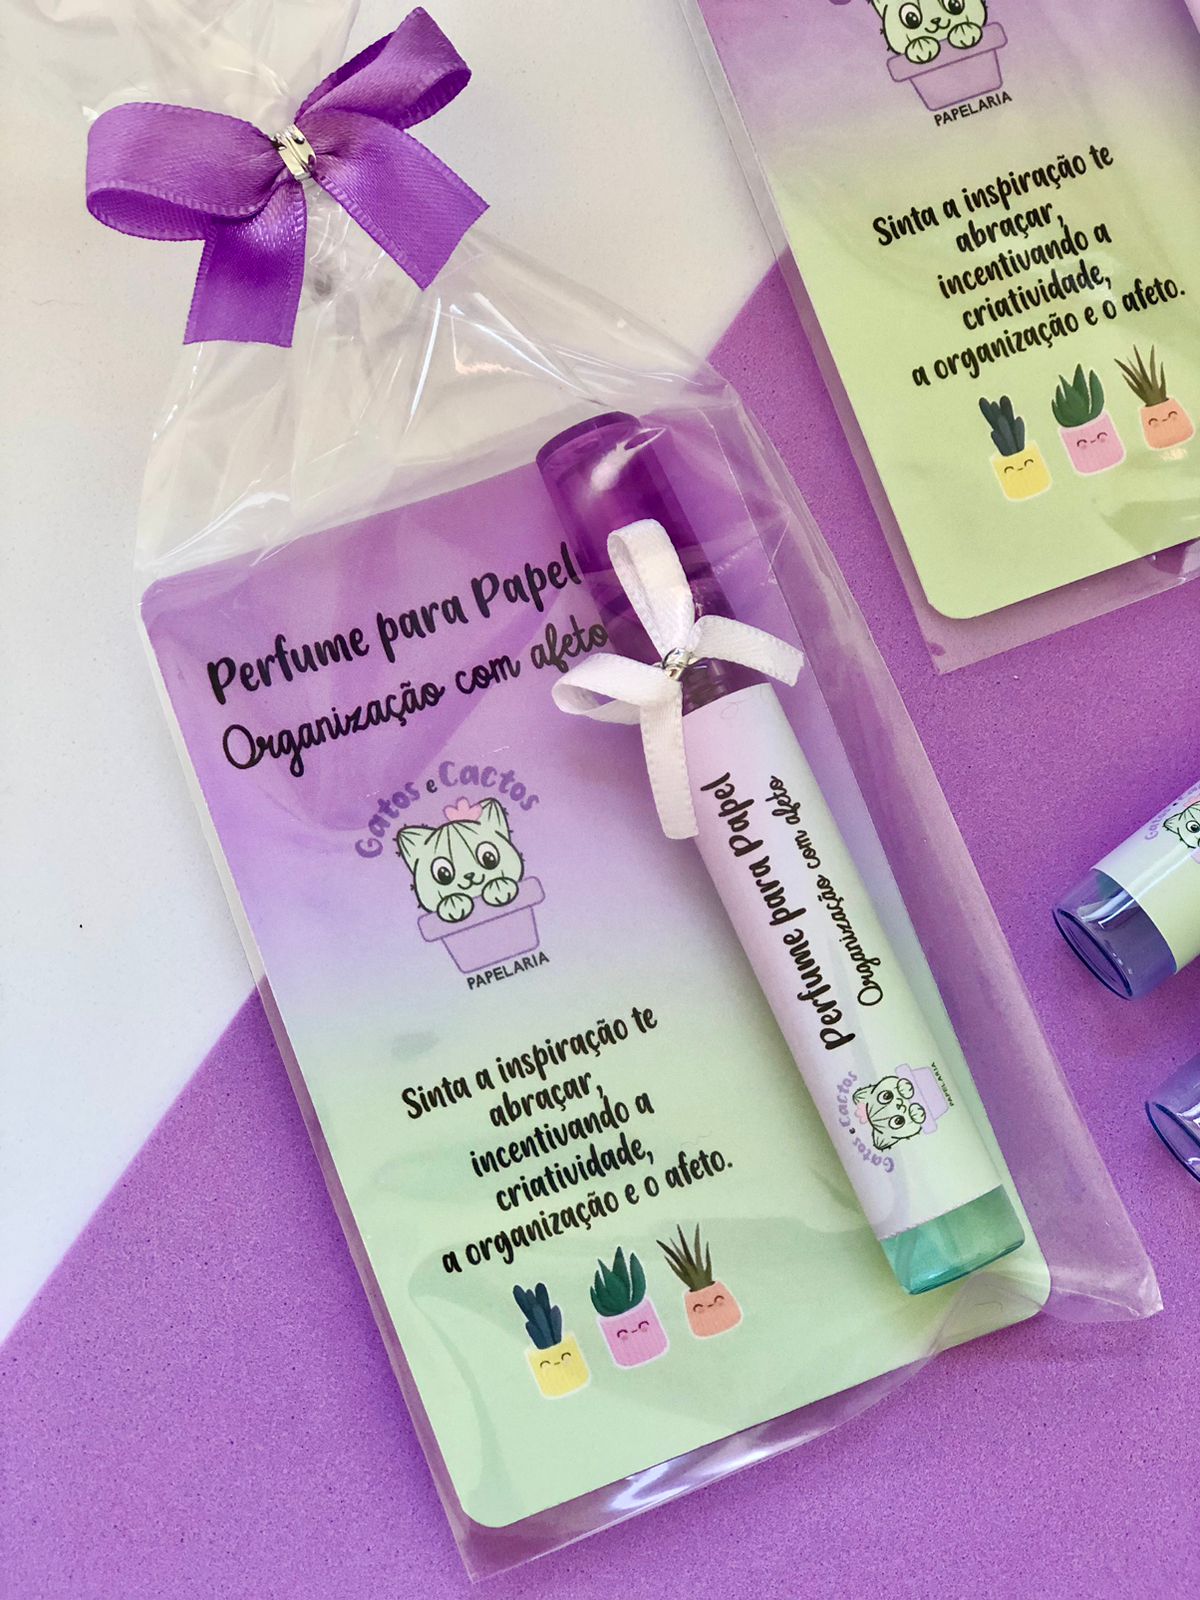 Perfume para Papel
Organização com afeto
Gatos e Cactos
PAPELARIA
Sinta a inspiração te
abraçar,
incentivando a
criatividade,
a organização e o afeto.
Perfume para Papel
Organização com afeto
Gatos e Cactos
PAPELARIA
PAPELARIA
Sinta a inspiração te
abraçar,
incentivando a
criatividade,
a organização e o afeto.
Gatos e